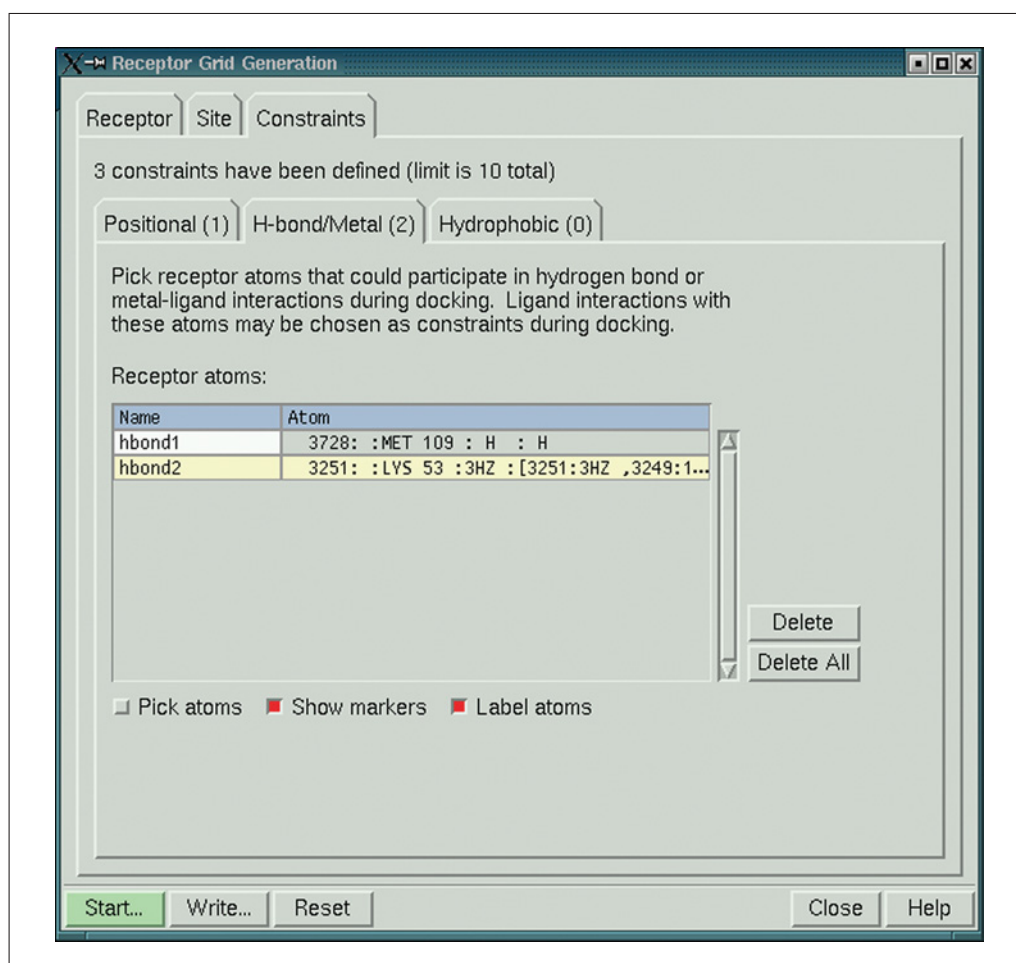 Receptor Grid Generation
Receptor Site Constraints
3 constraints have been defined (limit is 10 total)
Positional (1) H-bond/Metal (2) Hydrophobic (0)
Pick receptor atoms that could participate in hydrogen bond or
metal-ligand interactions during docking. Ligand interactions with
these atoms may be chosen as constraints during docking.
Receptor atoms:
Name Atom
hbond1 3728: :MET 109 : H : H
hbond2 3251: :LYS 53 :3HZ :[3251:3HZ ,3249:1...
Delete
Delete All
Pick atoms Show markers Label atoms
Start... Write... Reset Close Help